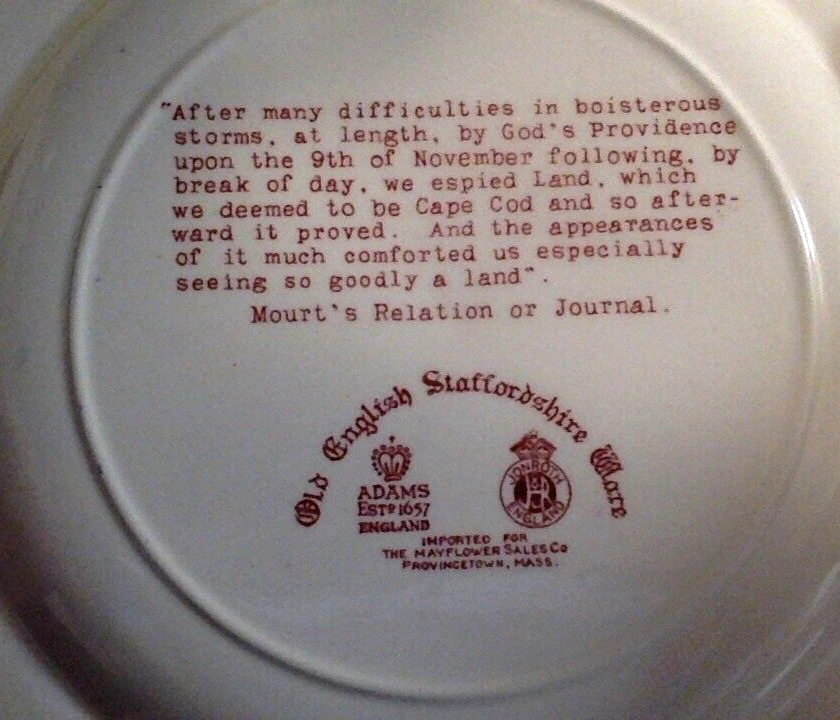 "After many difficulties in boisterous
storms, at length, by God's Providence
upon the 9th of November following, by
break of day, we espied Land, which
we deemed to be Cape Cod and so after-
ward it proved. And the appearances
of it much comforted us especially
seeing so goodly a land".
Mourt's Relation or Journal.
Old English Staffordshire Ware
ADAMS
ESTD 1657
ENGLAND
JONROTH
HR
ENGLAND
IMPORTED FOR
THE MAYFLOWER SALES CO
PROVINCETOWN, MASS.